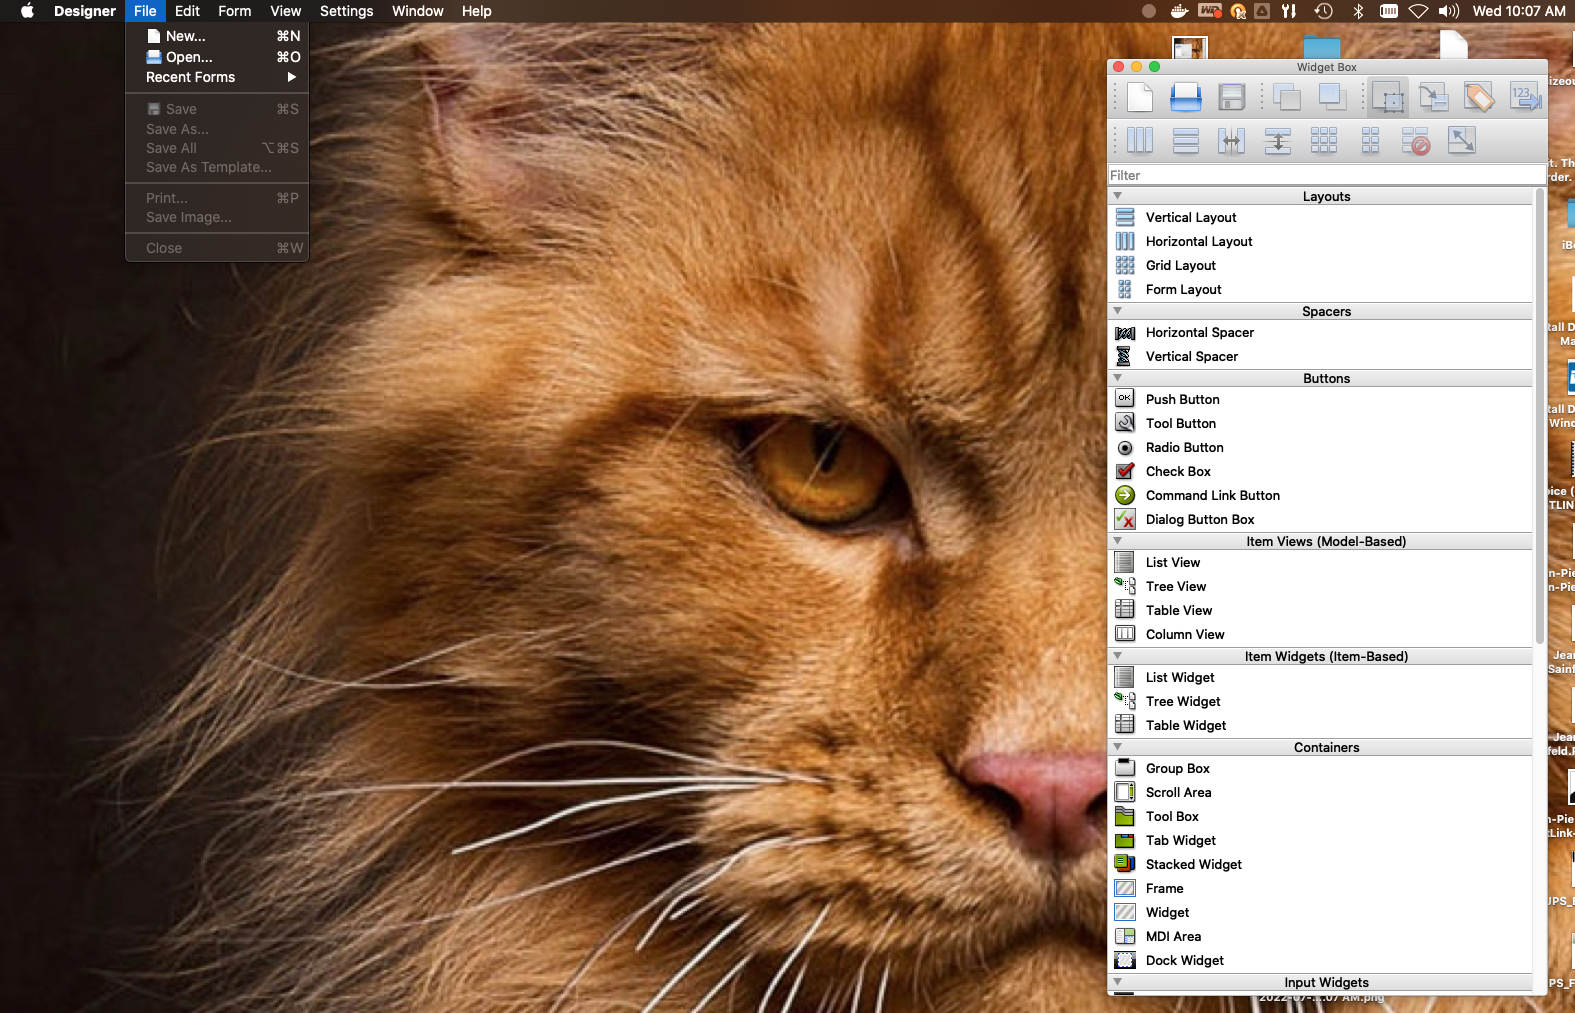 Designer File Edit Form View Settings Window Help Wed 10:07 AM
New... ⌘N
Open... ⌘O
Recent Forms
Save ⌘S
Save As...
Save All ⌥⌘S
Save As Template...
Print... ⌘P
Save Image...
Close ⌘W
Widget Box
123
Filter
Layouts
Vertical Layout
Horizontal Layout
Grid Layout
Form Layout
Spacers
Horizontal Spacer
Vertical Spacer
Buttons
OK Push Button
Tool Button
Radio Button
Check Box
Command Link Button
Dialog Button Box
Item Views (Model-Based)
List View
Tree View
Table View
Column View
Item Widgets (Item-Based)
List Widget
Tree Widget
Table Widget
Containers
Group Box
Scroll Area
Tool Box
Tab Widget
Stacked Widget
Frame
Widget
MDI Area
Dock Widget
Input Widgets